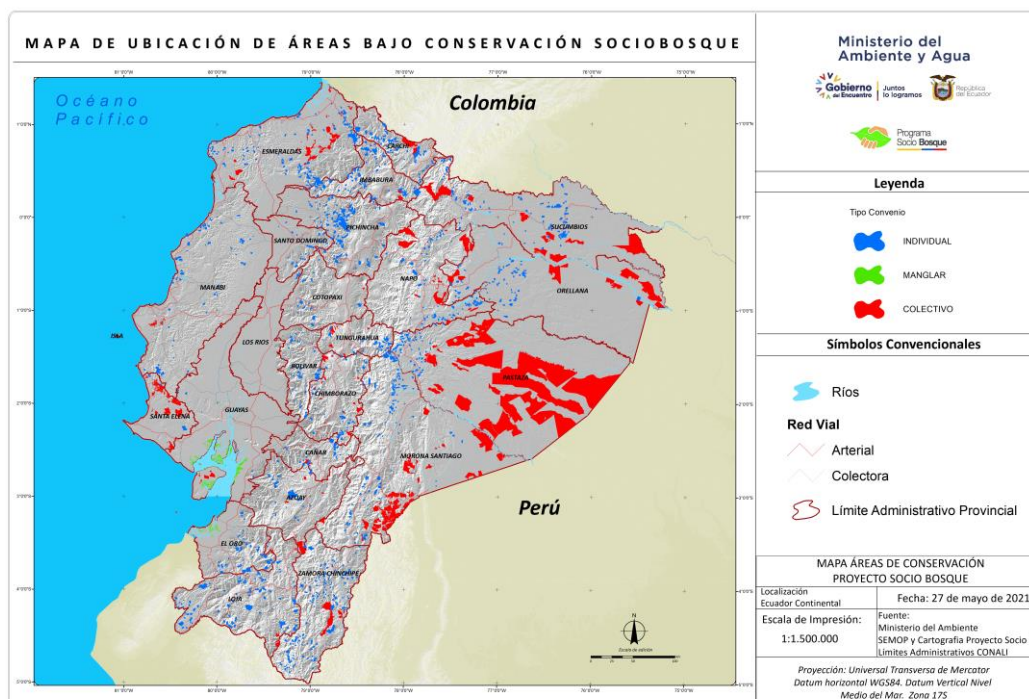 MAPA DE UBICACIÓN DE ÁREAS BAJO CONSERVACIÓN SOCIOBOSQUE
Océano
Pacífico
Colombia
ESMERALDAS
CARCHI
IMBABURA
SUCUMBIOS
PICHINCHA
SANTO DOMINGO
NAPO
ORELLANA
MANABI
COTOPAXI
LOS RIOS
TUNGURAHUA
BOLIVAR
PASTAZA
CHIMBORAZO
SANTA ELENA
GUAYAS
CAÑAR
MORONA SANTIAGO
AZUAY
Perú
EL ORO
ZAMORA CHINCHIPE
LOJA
N
Ministerio del
Ambiente y Agua
Gobierno
del Encuentro
Juntos
lo logramos
República
del Ecuador
Programa
Socio Bosque
Leyenda
Tipo Convenio
INDIVIDUAL
MANGLAR
COLECTIVO
Símbolos Convencionales
Ríos
Red Vial
Arterial
Colectora
Límite Administrativo Provincial
MAPA ÁREAS DE CONSERVACIÓN
PROYECTO SOCIO BOSQUE
Localización
Ecuador Continental
Fecha: 27 de mayo de 2021
Escala de Impresión:
1:1.500.000
Fuente:
Ministerio del Ambiente
SEMOP y Cartografia Proyecto Socio
Límites Administrativos CONALI
Proyección: Universal Transversa de Mercator
Datum horizontal WGS84. Datum Vertical Nivel
Medio del Mar. Zona 17S